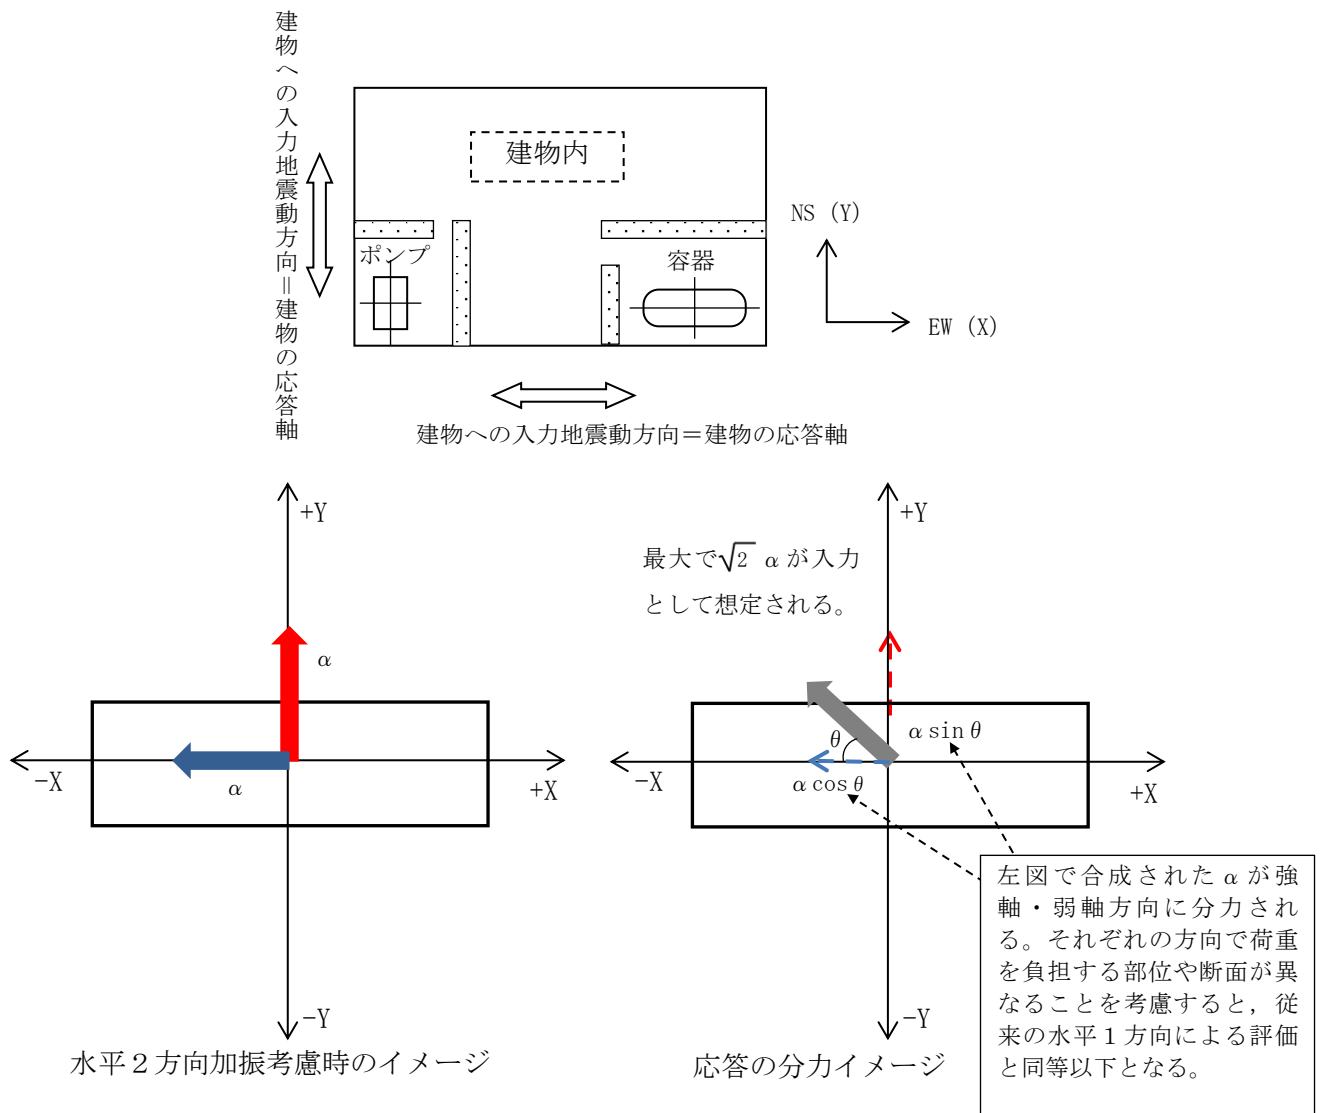 建物への入力地震動方向＝建物の応答軸
建物内
ポンプ
容器
NS (Y)
EW (X)
建物への入力地震動方向＝建物の応答軸
+Y
α
α
-X
+X
-Y
水平２方向加振考慮時のイメージ
+Y
最大で√2 αが入力
として想定される。
θ
α sin θ
α cos θ
-X
+X
-Y
応答の分力イメージ
左図で合成されたαが強
軸・弱軸方向に分力され
る。それぞれの方向で荷重
を負担する部位や断面が異
なることを考慮すると，従
来の水平１方向による評価
と同等以下となる。